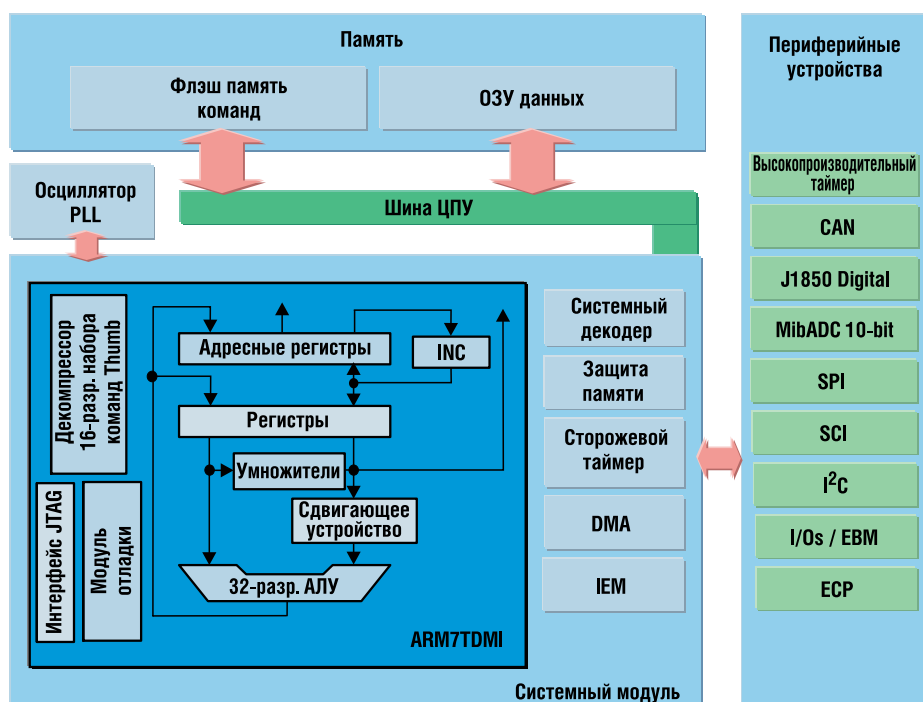 Память
Флэш память
команд
ОЗУ данных
Осциллятор
PLL
Шина ЦПУ
Декомпрессор
16-разр. набора
команд Thumb
Интерфейс JTAG
Модуль
отладки
Адресные регистры
INC
Регистры
Умножители
Сдвигающее
устройство
32-разр. АЛУ
ARM7TDMI
Системный
декодер
Защита
памяти
Сторожевой
таймер
DMA
IEM
Системный модуль
Периферийные
устройства
Высокопроизводительный
таймер
CAN
J1850 Digital
MibADC 10-bit
SPI
SCI
I²C
I/Os / EBM
ECP